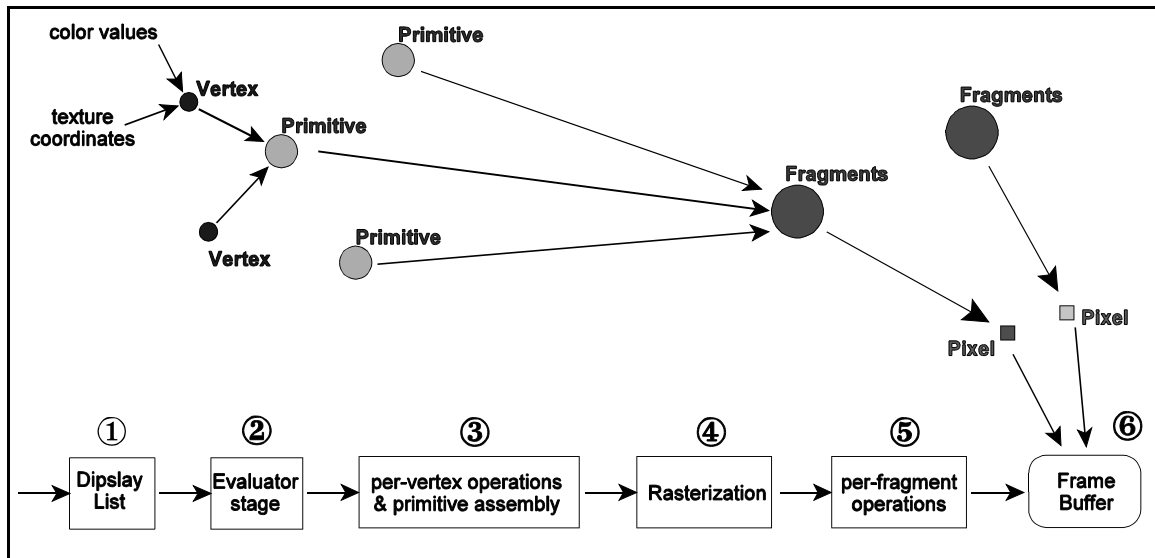 color values
Vertex
texture
coordinates
Primitive
Vertex
Primitive
Primitive
Fragments
Fragments
Pixel
Pixel
①
②
③
④
⑤
⑥
Dipslay
List
Evaluator
stage
per-vertex operations
& primitive assembly
Rasterization
per-fragment
operations
Frame
Buffer